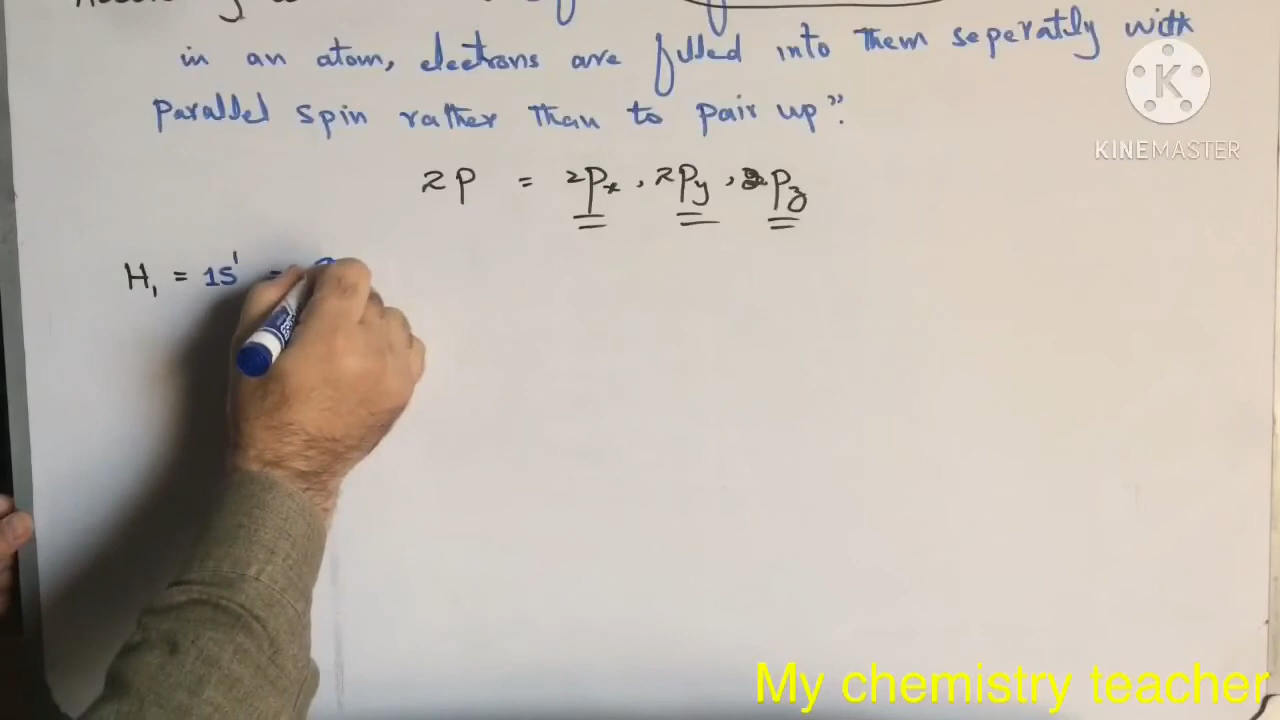 in an atom, electrons are filled into them seperately with
parallel spin rather than to pair up".
K
KINEMASTER
2P = 2Px, 2Py, 2Pz
H1 = 1S1 =
My chemistry teacher